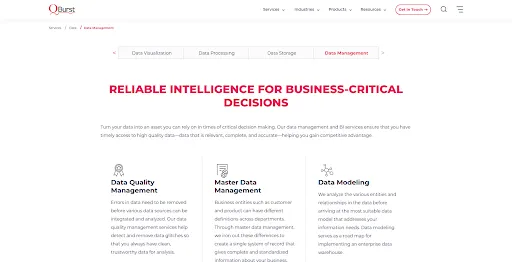 QBurst
Services
Industries
Products
Resources
Get in Touch →
Services / Data / Data Management
< Data Visualization
Data Processing
Data Storage
Data Management >
RELIABLE INTELLIGENCE FOR BUSINESS-CRITICAL
DECISIONS
Turn your data into an asset you can rely on in times of critical decision making. Our data management and BI services ensure that you have
timely access to high quality data—data that is relevant, complete, and accurate—helping you gain competitive advantage.
Data Quality
Management
Errors in data need to be removed
before various data sources can be
integrated and analyzed. Our data
quality management services help
detect and remove data glitches so
that you always have clean,
trustworthy data for analysis.
Master Data
Management
Business entities such as customer
and product can have different
definitions across departments.
Through master data management,
we iron out these differences to
create a single system of record that
gives complete and standardized
information about your business.
Data Modeling
We analyze the various entities and
relationships in the data before
arriving at the most suitable data
model that addresses your
information needs. Data modeling
serves as a road map for
implementing an enterprise data
warehouse.